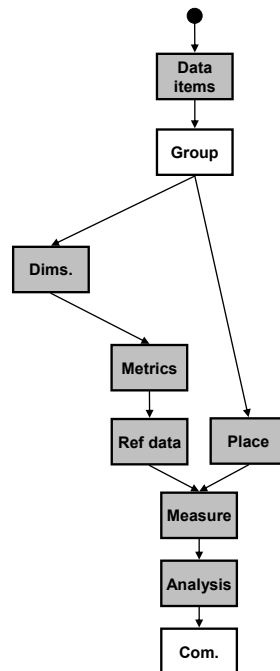 Data
items
Group
Dims.
Metrics
Ref data
Place
Measure
Analysis
Com.